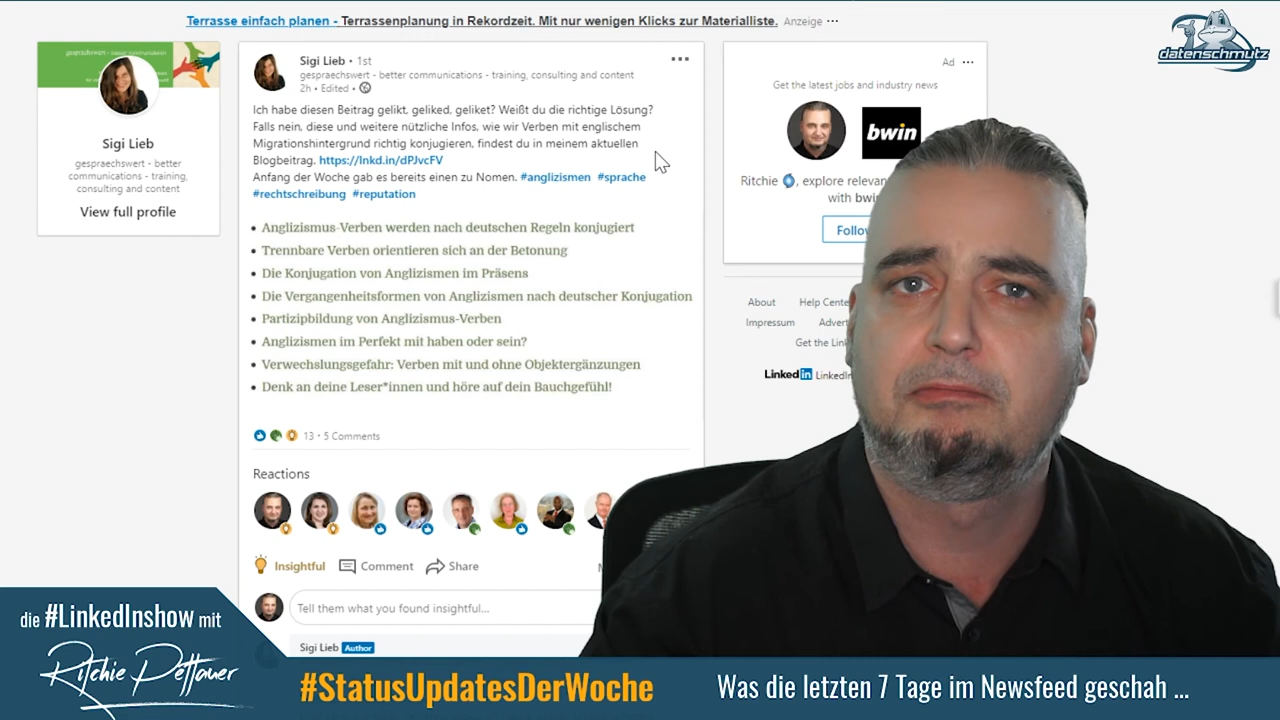 Terrasse einfach planen - Terrassenplanung in Rekordzeit. Mit nur wenigen Klicks zur Materialliste. Anzeige ···
datenschmutz
Sigi Lieb
gespraechswert - better
communications - training,
consulting and content
View full profile
Sigi Lieb • 1st
gespraechswert - better communications - training, consulting and content
2h • Edited •
Ich habe diesen Beitrag gelikt, geliked, geliket? Weißt du die richtige Lösung?
Falls nein, diese und weitere nützliche Infos, wie wir Verben mit englischem
Migrationshintergrund richtig konjugieren, findest du in meinem aktuellen
Blogbeitrag. https://lnkd.in/dPJvcFV
Anfang der Woche gab es bereits einen zu Nomen. #anglizismen #sprache
#rechtschreibung #reputation
• Anglizismus-Verben werden nach deutschen Regeln konjugiert
• Trennbare Verben orientieren sich an der Betonung
• Die Konjugation von Anglizismen im Präsens
• Die Vergangenheitsformen von Anglizismen nach deutscher Konjugation
• Partizipbildung von Anglizismus-Verben
• Anglizismen im Perfekt mit haben oder sein?
• Verwechslungsgefahr: Verben mit und ohne Objektergänzungen
• Denk an deine Leser*innen und höre auf dein Bauchgefühl!
13 • 5 Comments
Reactions
Insightful Comment Share
Tell them what you found insightful...
Sigi Lieb Author
Ad ···
Get the latest jobs and industry news
bwin
Ritchie, explore relevan
with bwi
Follow
About Help Cente
Impressum Advert
Get the Link
Linked in LinkedIn
die #LinkedInshow mit
Ritchie Pettauer
#StatusUpdatesDerWoche
Was die letzten 7 Tage im Newsfeed geschah ...